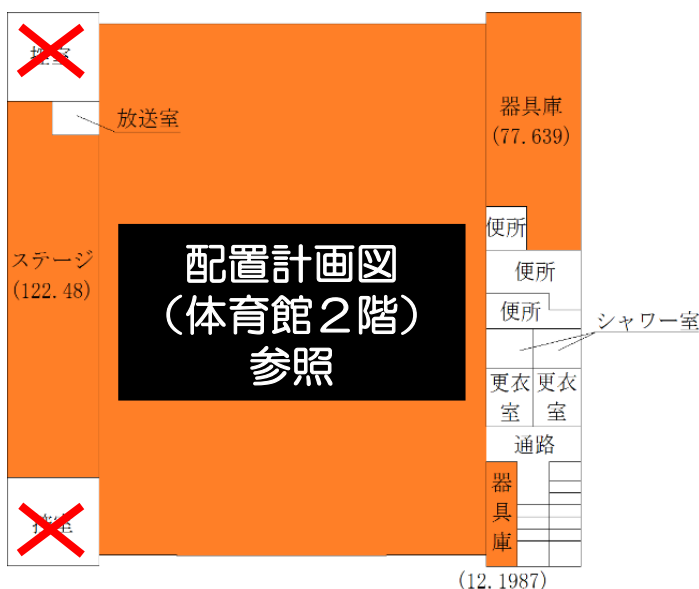 控室
放送室
器具庫
(77.639)
ステージ
(122.48)
配置計画図
（体育館２階）
参照
便所
便所
便所
シャワー室
更衣
室
更衣
室
通路
器
具
庫
控室
(12.1987)